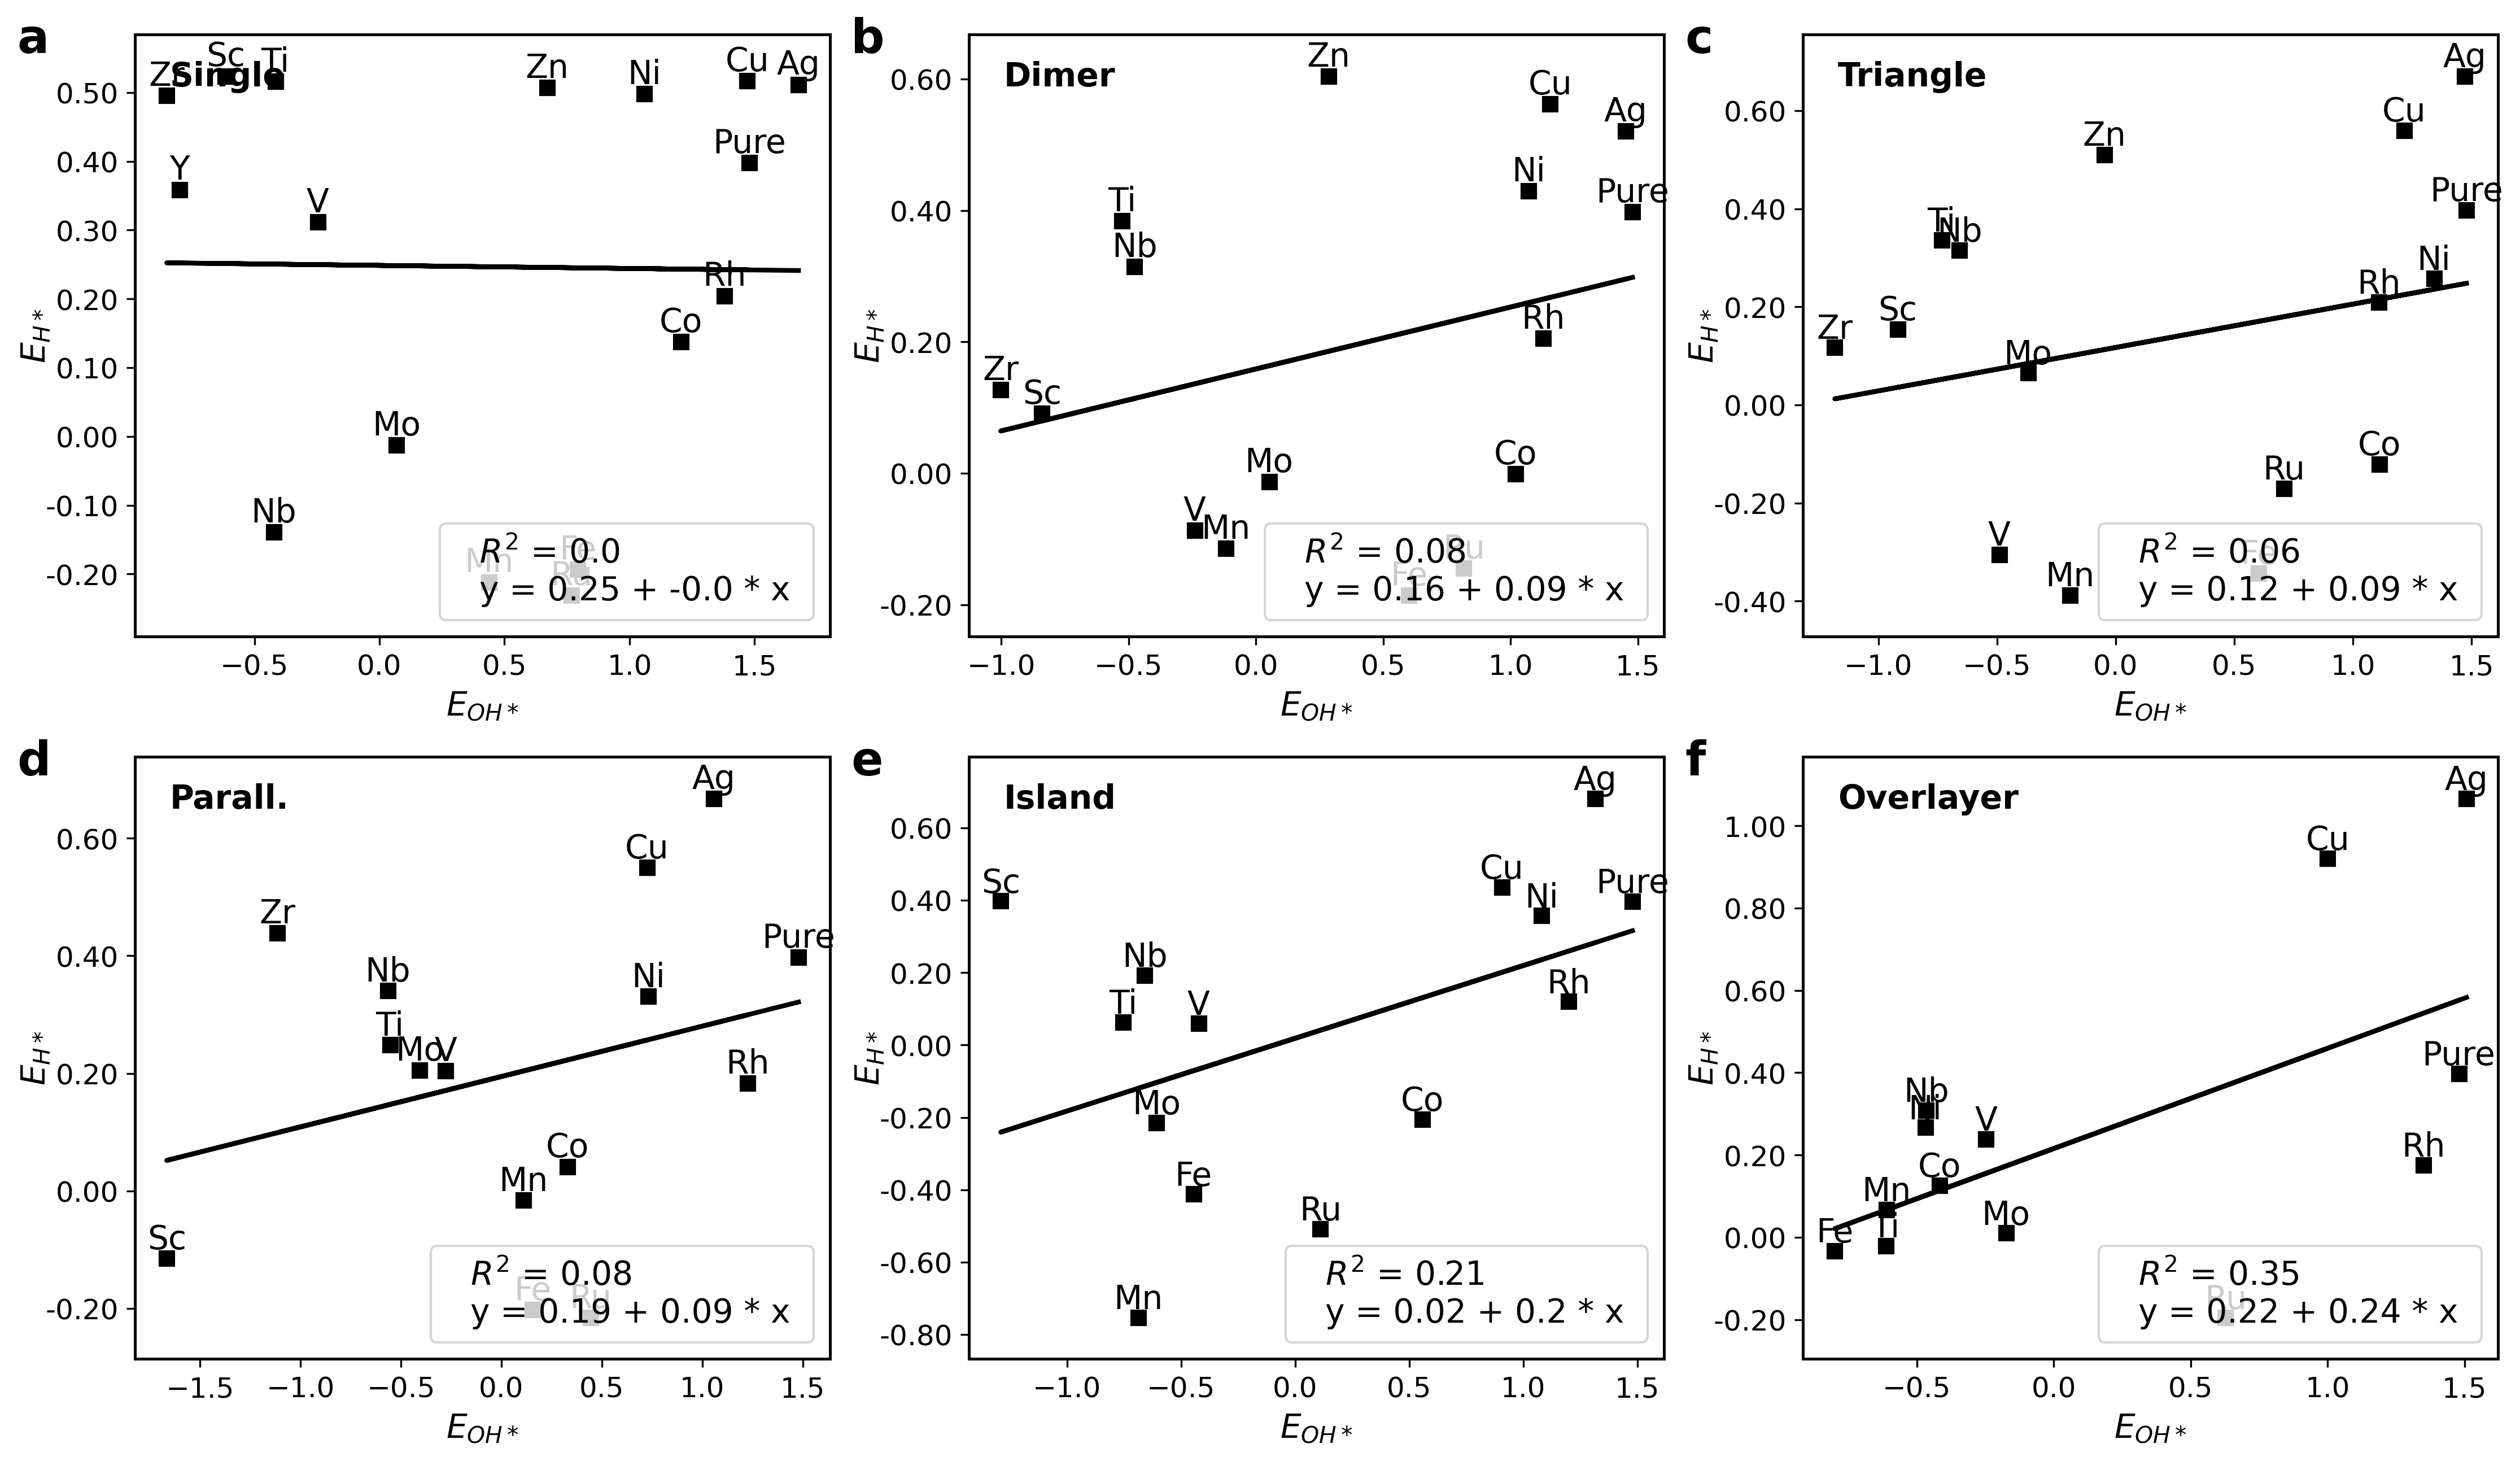 a
Single
Zr
Sc
Ti
Zn
Ni
Cu
Ag
Pure
Y
V
Rh
Co
Mo
Nb
Mn
Fe
Ru
R² = 0.0
y = 0.25 + -0.0 * x
0.50
0.40
0.30
0.20
0.10
0.00
-0.10
-0.20
−0.5 0.0 0.5 1.0 1.5
E_H*
E_OH*
b
Dimer
Zn
Cu
Ag
Ni
Pure
Ti
Nb
Rh
Zr
Sc
Mo
Co
V
Mn
Ru
Fe
R² = 0.08
y = 0.16 + 0.09 * x
0.60
0.40
0.20
0.00
-0.20
−1.0 −0.5 0.0 0.5 1.0 1.5
E_H*
E_OH*
c
Triangle
Ag
Cu
Zn
Pure
Ti
Nb
Ni
Rh
Sc
Zr
Mo
Co
Ru
V
Mn
Fe
R² = 0.06
y = 0.12 + 0.09 * x
0.60
0.40
0.20
0.00
-0.20
-0.40
−1.0 −0.5 0.0 0.5 1.0 1.5
E_H*
E_OH*
d
Parall.
Ag
Cu
Zr
Pure
Nb
Ni
Ti
Mo
V
Rh
Co
Mn
Sc
Fe
Ru
R² = 0.08
y = 0.19 + 0.09 * x
0.60
0.40
0.20
0.00
-0.20
−1.5 −1.0 −0.5 0.0 0.5 1.0 1.5
E_H*
E_OH*
e
Island
Ag
Sc
Cu
Ni
Pure
Nb
Rh
Ti
V
Mo
Co
Fe
Ru
Mn
R² = 0.21
y = 0.02 + 0.2 * x
0.60
0.40
0.20
0.00
-0.20
-0.40
-0.60
-0.80
−1.0 −0.5 0.0 0.5 1.0 1.5
E_H*
E_OH*
f
Overlayer
Ag
Cu
Pure
Nb
Ni
V
Rh
Co
Mn
Mo
Fe
Ti
Ru
R² = 0.35
y = 0.22 + 0.24 * x
1.00
0.80
0.60
0.40
0.20
0.00
-0.20
−0.5 0.0 0.5 1.0 1.5
E_H*
E_OH*